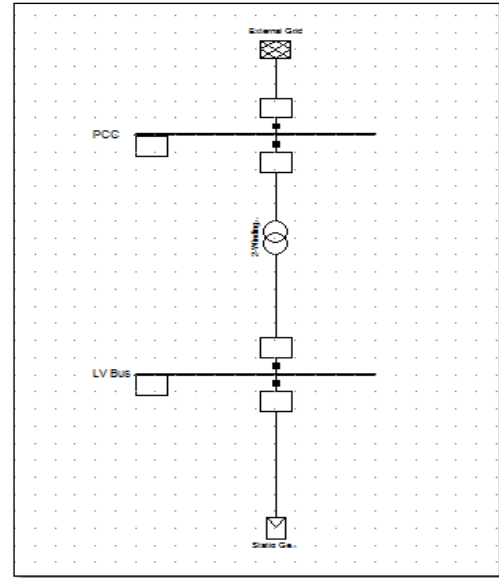 External Grid
PCC
2-Winding..
LV Bus
Static Ge..